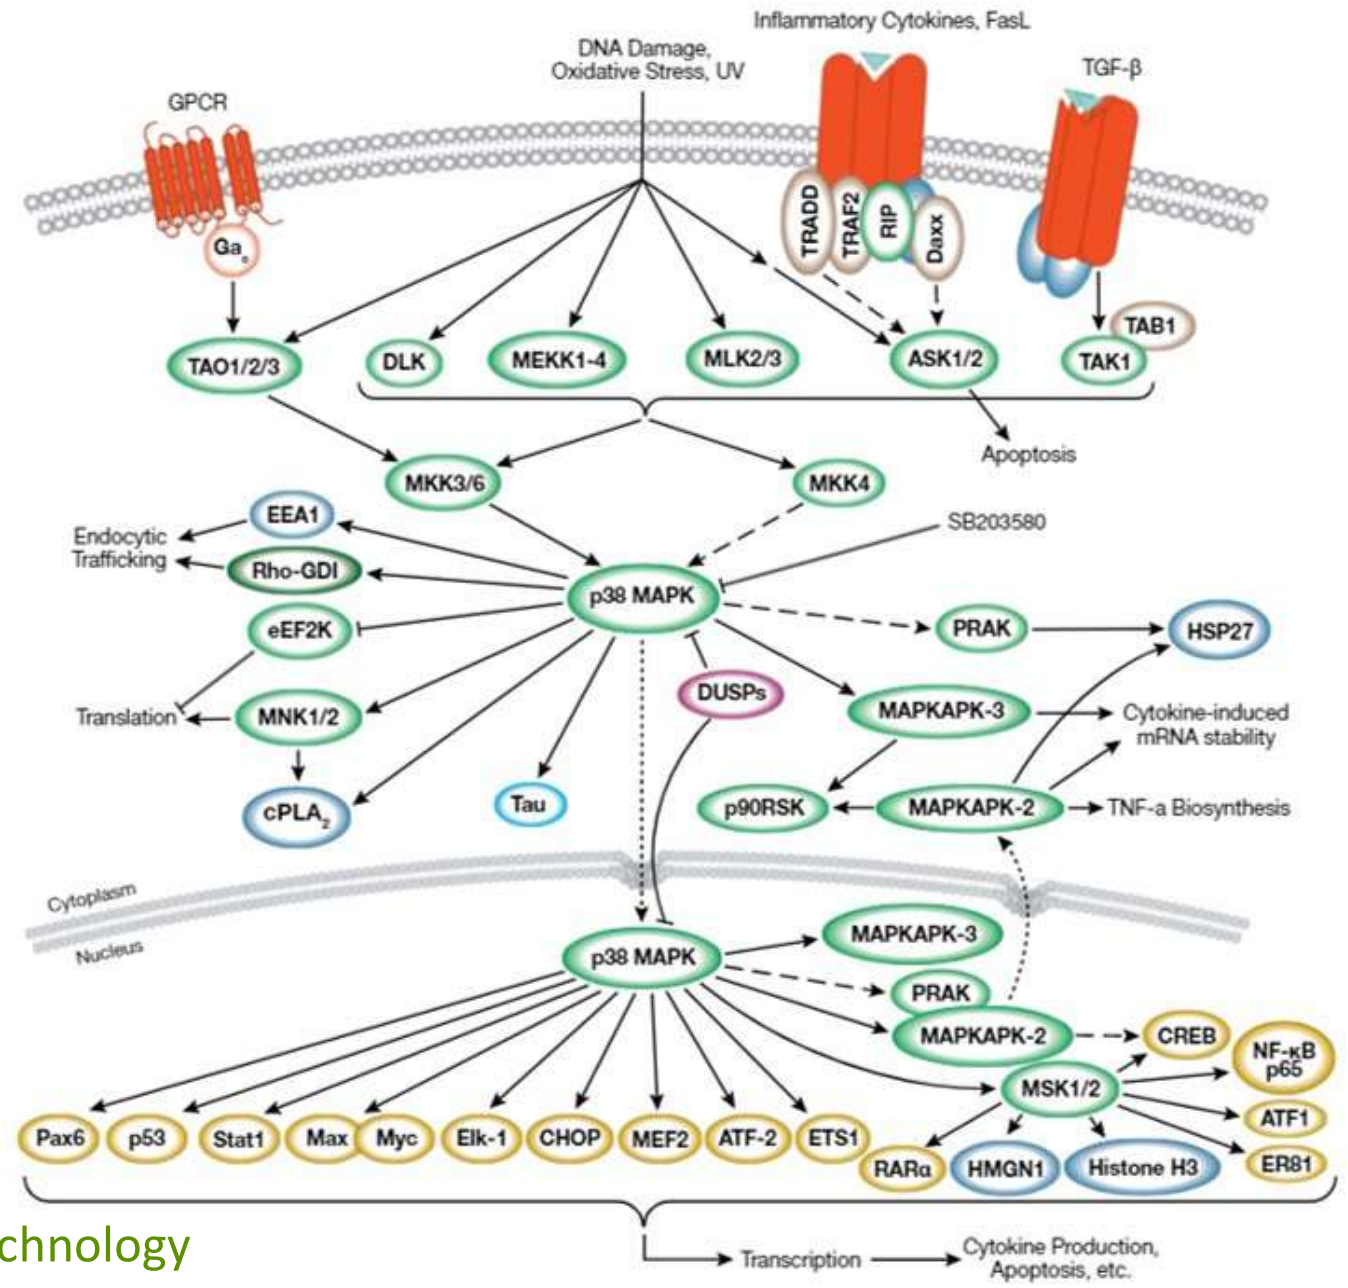 Inflammatory Cytokines, FasL
DNA Damage,
Oxidative Stress, UV
TGF-β
GPCR
TRADD
TRAF2
RIP
Daxx
Gaₒ
TAB1
TAO1/2/3
DLK
MEKK1-4
MLK2/3
ASK1/2
TAK1
Apoptosis
MKK3/6
MKK4
EEA1
SB203580
Endocytic
Trafficking
Rho-GDI
p38 MAPK
eEF2K
PRAK
HSP27
DUSPs
Translation
MNK1/2
MAPKAPK-3
Cytokine-induced
mRNA stability
cPLA₂
Tau
p90RSK
MAPKAPK-2
TNF-a Biosynthesis
Cytoplasm
Nucleus
MAPKAPK-3
p38 MAPK
PRAK
MAPKAPK-2
CREB
NF-κB
p65
MSK1/2
ATF1
Pax6
p53
Stat1
Max
Myc
Elk-1
CHOP
MEF2
ATF-2
ETS1
RARα
HMGN1
Histone H3
ER81
chnology
Transcription
Cytokine Production,
Apoptosis, etc.